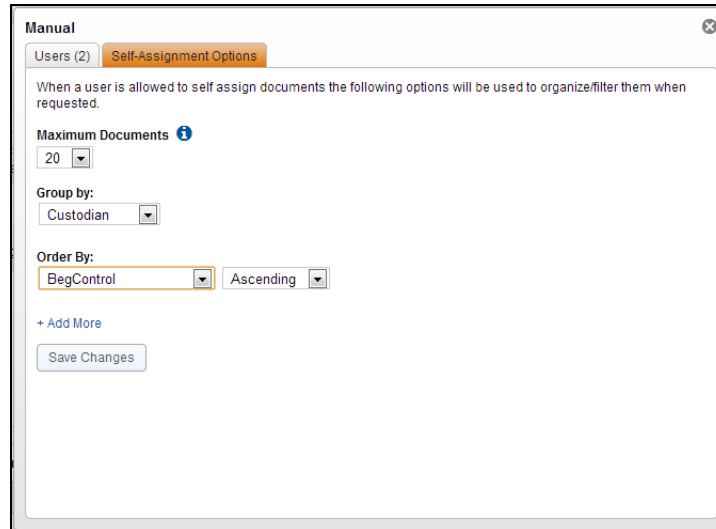 Manual
Users (2) Self-Assignment Options
When a user is allowed to self assign documents the following options will be used to organize/filter them when
requested.
Maximum Documents
20
Group by:
Custodian
Order By:
BegControl Ascending
+ Add More
Save Changes